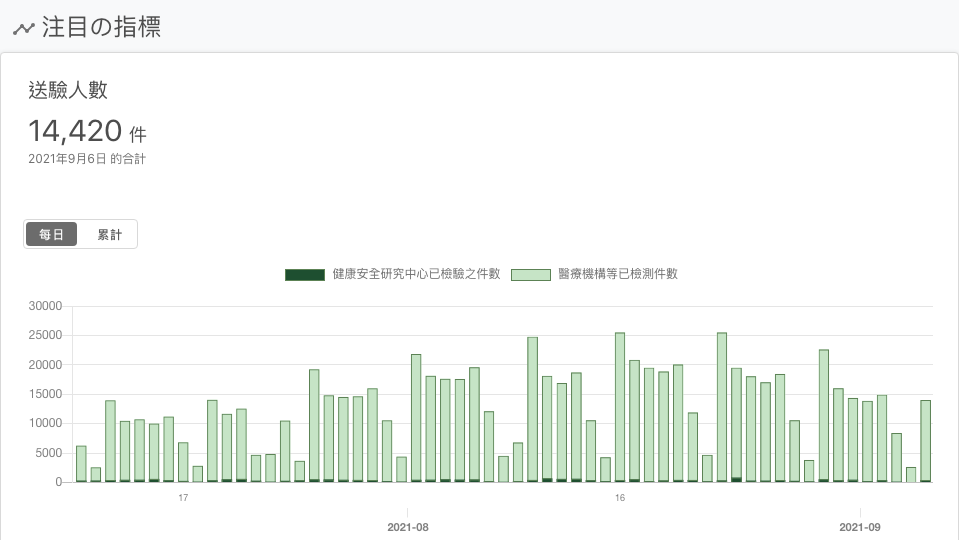 注目の指標
送驗人數
14,420 件
2021年9月6日 的合計
每日 累計
健康安全研究中心已檢驗之件數 醫療機構等已檢測件數
30000
25000
20000
15000
10000
5000
0
17 16
2021-08 2021-09